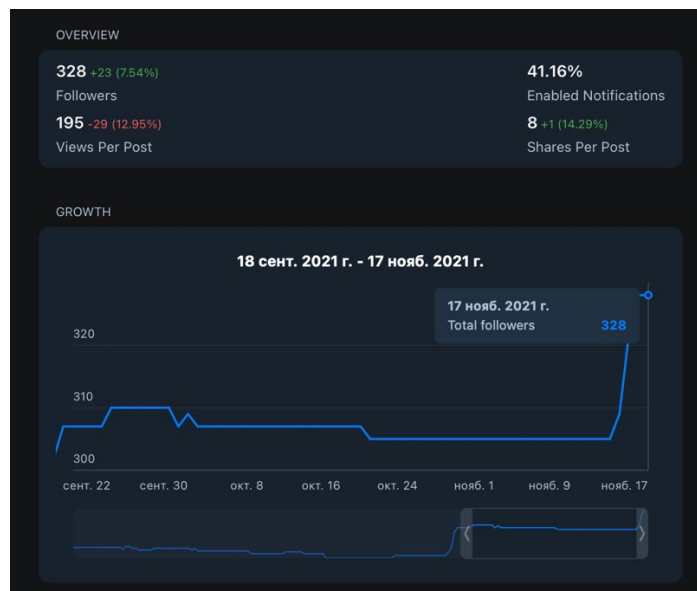 OVERVIEW
328 +23 (7.54%)
Followers
41.16%
Enabled Notifications
195 -29 (12.95%)
Views Per Post
8 +1 (14.29%)
Shares Per Post
GROWTH
18 сент. 2021 г. - 17 нояб. 2021 г.
17 нояб. 2021 г.
Total followers 328
320
310
300
сент. 22 сент. 30 окт. 8 окт. 16 окт. 24 нояб. 1 нояб. 9 нояб. 17